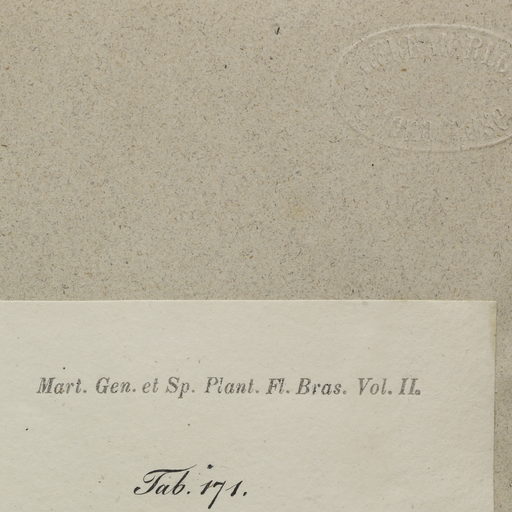 Mart. Gen. et Sp. Plant. Fl. Bras. Vol. II.
Tab. 171.